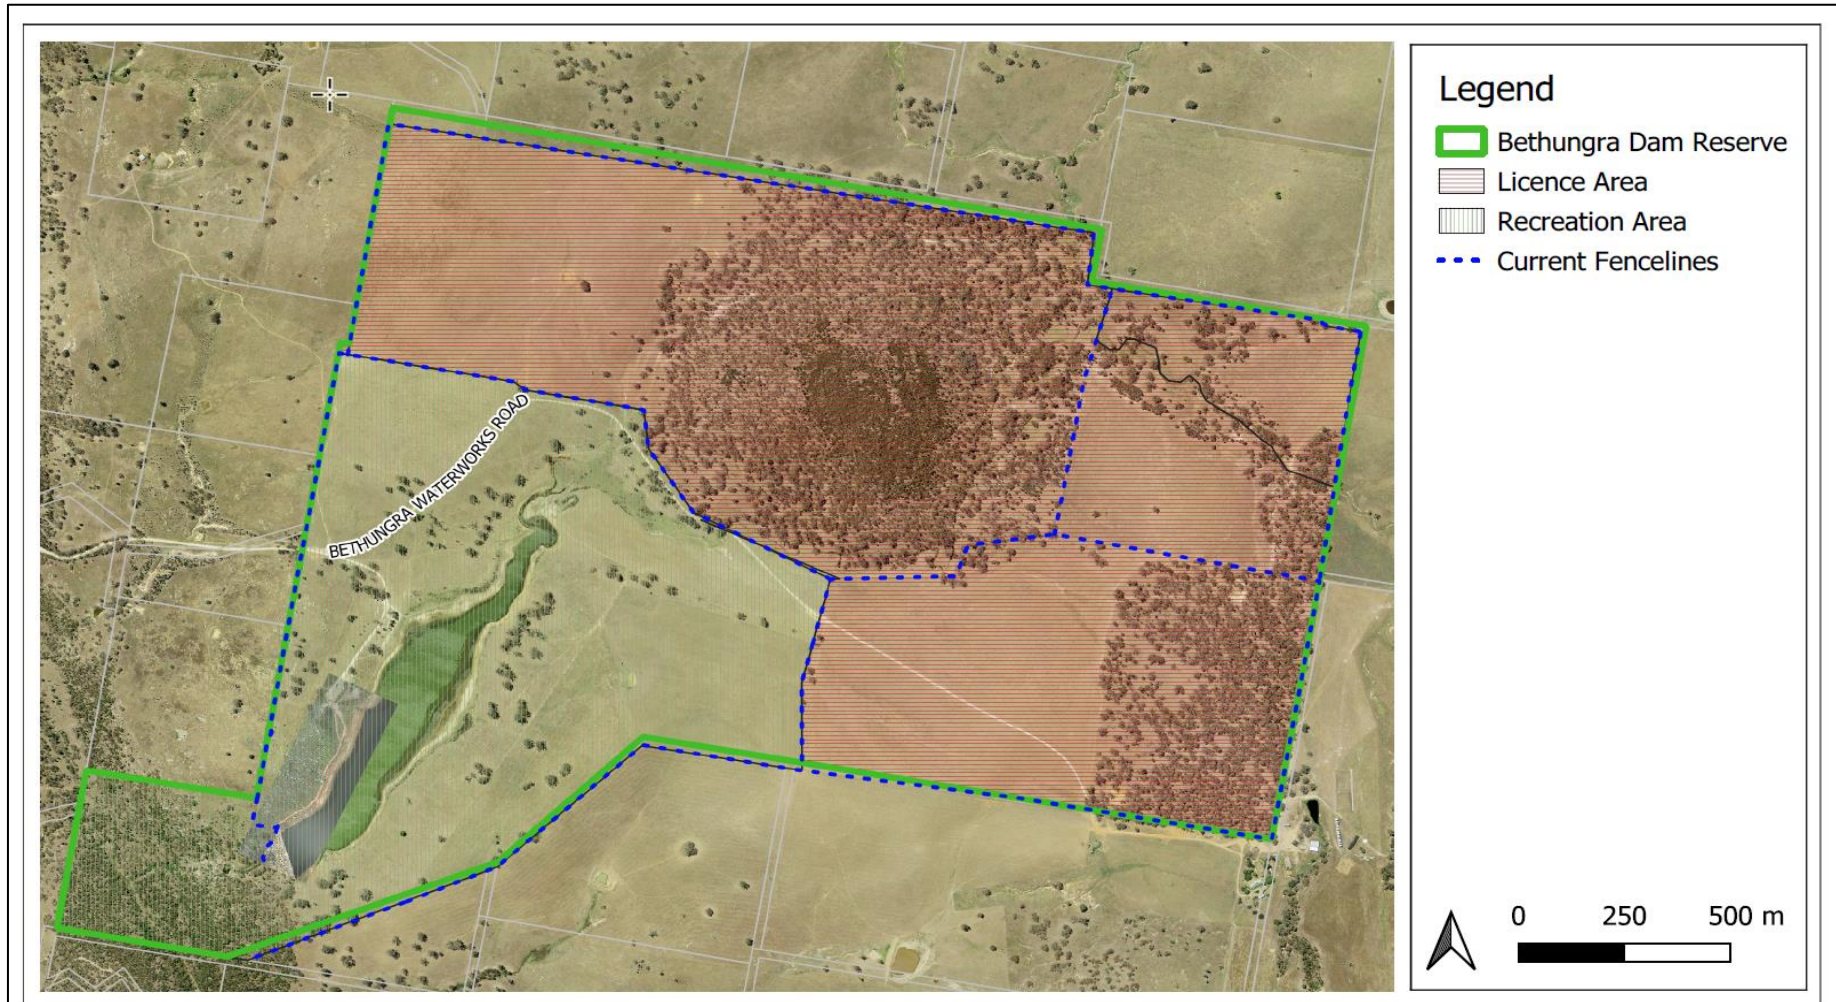 BETHUNGRA WATERWORKS ROAD
Legend
Bethungra Dam Reserve
Licence Area
Recreation Area
Current Fencelines
0 250 500 m